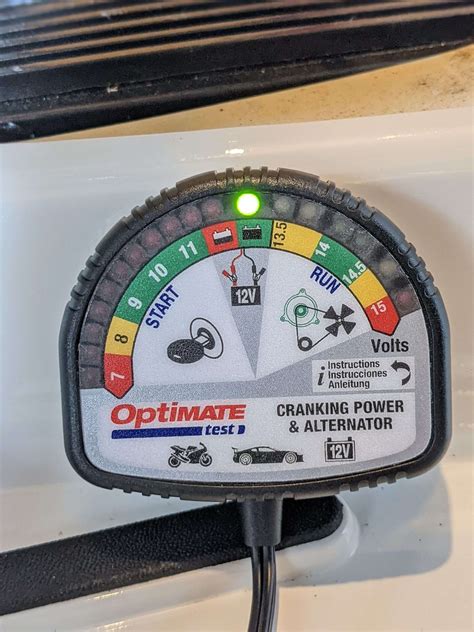 7 8 9 10 11 13.5 14 14.5 15
START
12V
RUN
Volts
i Instructions
Instrucciones
Anleitung
OptiMATE
test
CRANKING POWER
& ALTERNATOR
12V